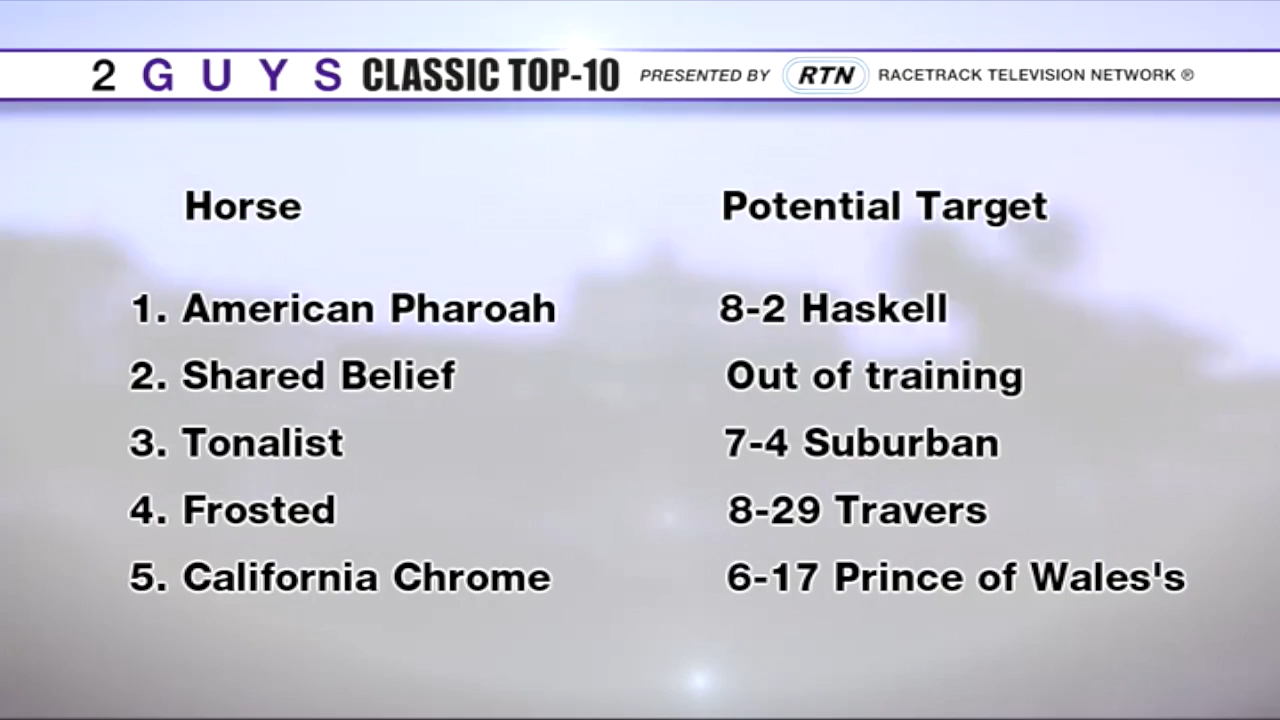 2 GUYS CLASSIC TOP-10 PRESENTED BY RTN RACETRACK TELEVISION NETWORK ®
Horse Potential Target
1. American Pharoah 8-2 Haskell
2. Shared Belief Out of training
3. Tonalist 7-4 Suburban
4. Frosted 8-29 Travers
5. California Chrome 6-17 Prince of Wales's